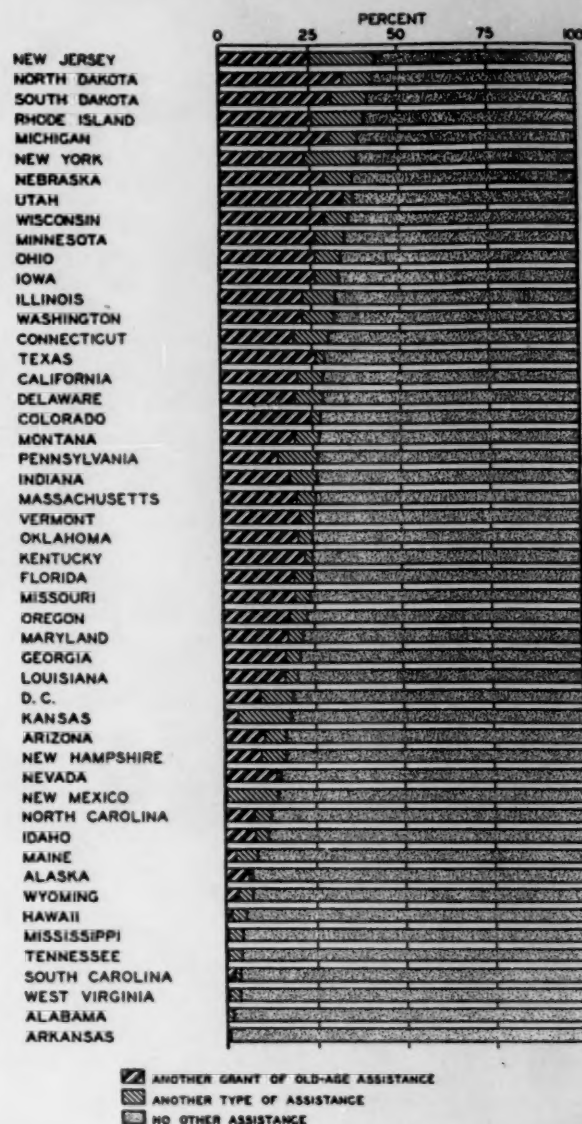 PERCENT
0 25 50 75 100
NEW JERSEY
NORTH DAKOTA
SOUTH DAKOTA
RHODE ISLAND
MICHIGAN
NEW YORK
NEBRASKA
UTAH
WISCONSIN
MINNESOTA
OHIO
IOWA
ILLINOIS
WASHINGTON
CONNECTICUT
TEXAS
CALIFORNIA
DELAWARE
COLORADO
MONTANA
PENNSYLVANIA
INDIANA
MASSACHUSETTS
VERMONT
OKLAHOMA
KENTUCKY
FLORIDA
MISSOURI
OREGON
MARYLAND
GEORGIA
LOUISIANA
D. C.
KANSAS
ARIZONA
NEW HAMPSHIRE
NEVADA
NEW MEXICO
NORTH CAROLINA
IDAHO
MAINE
ALASKA
WYOMING
HAWAII
MISSISSIPPI
TENNESSEE
SOUTH CAROLINA
WEST VIRGINIA
ALABAMA
ARKANSAS
ANOTHER GRANT OF OLD-AGE ASSISTANCE
ANOTHER TYPE OF ASSISTANCE
NO OTHER ASSISTANCE